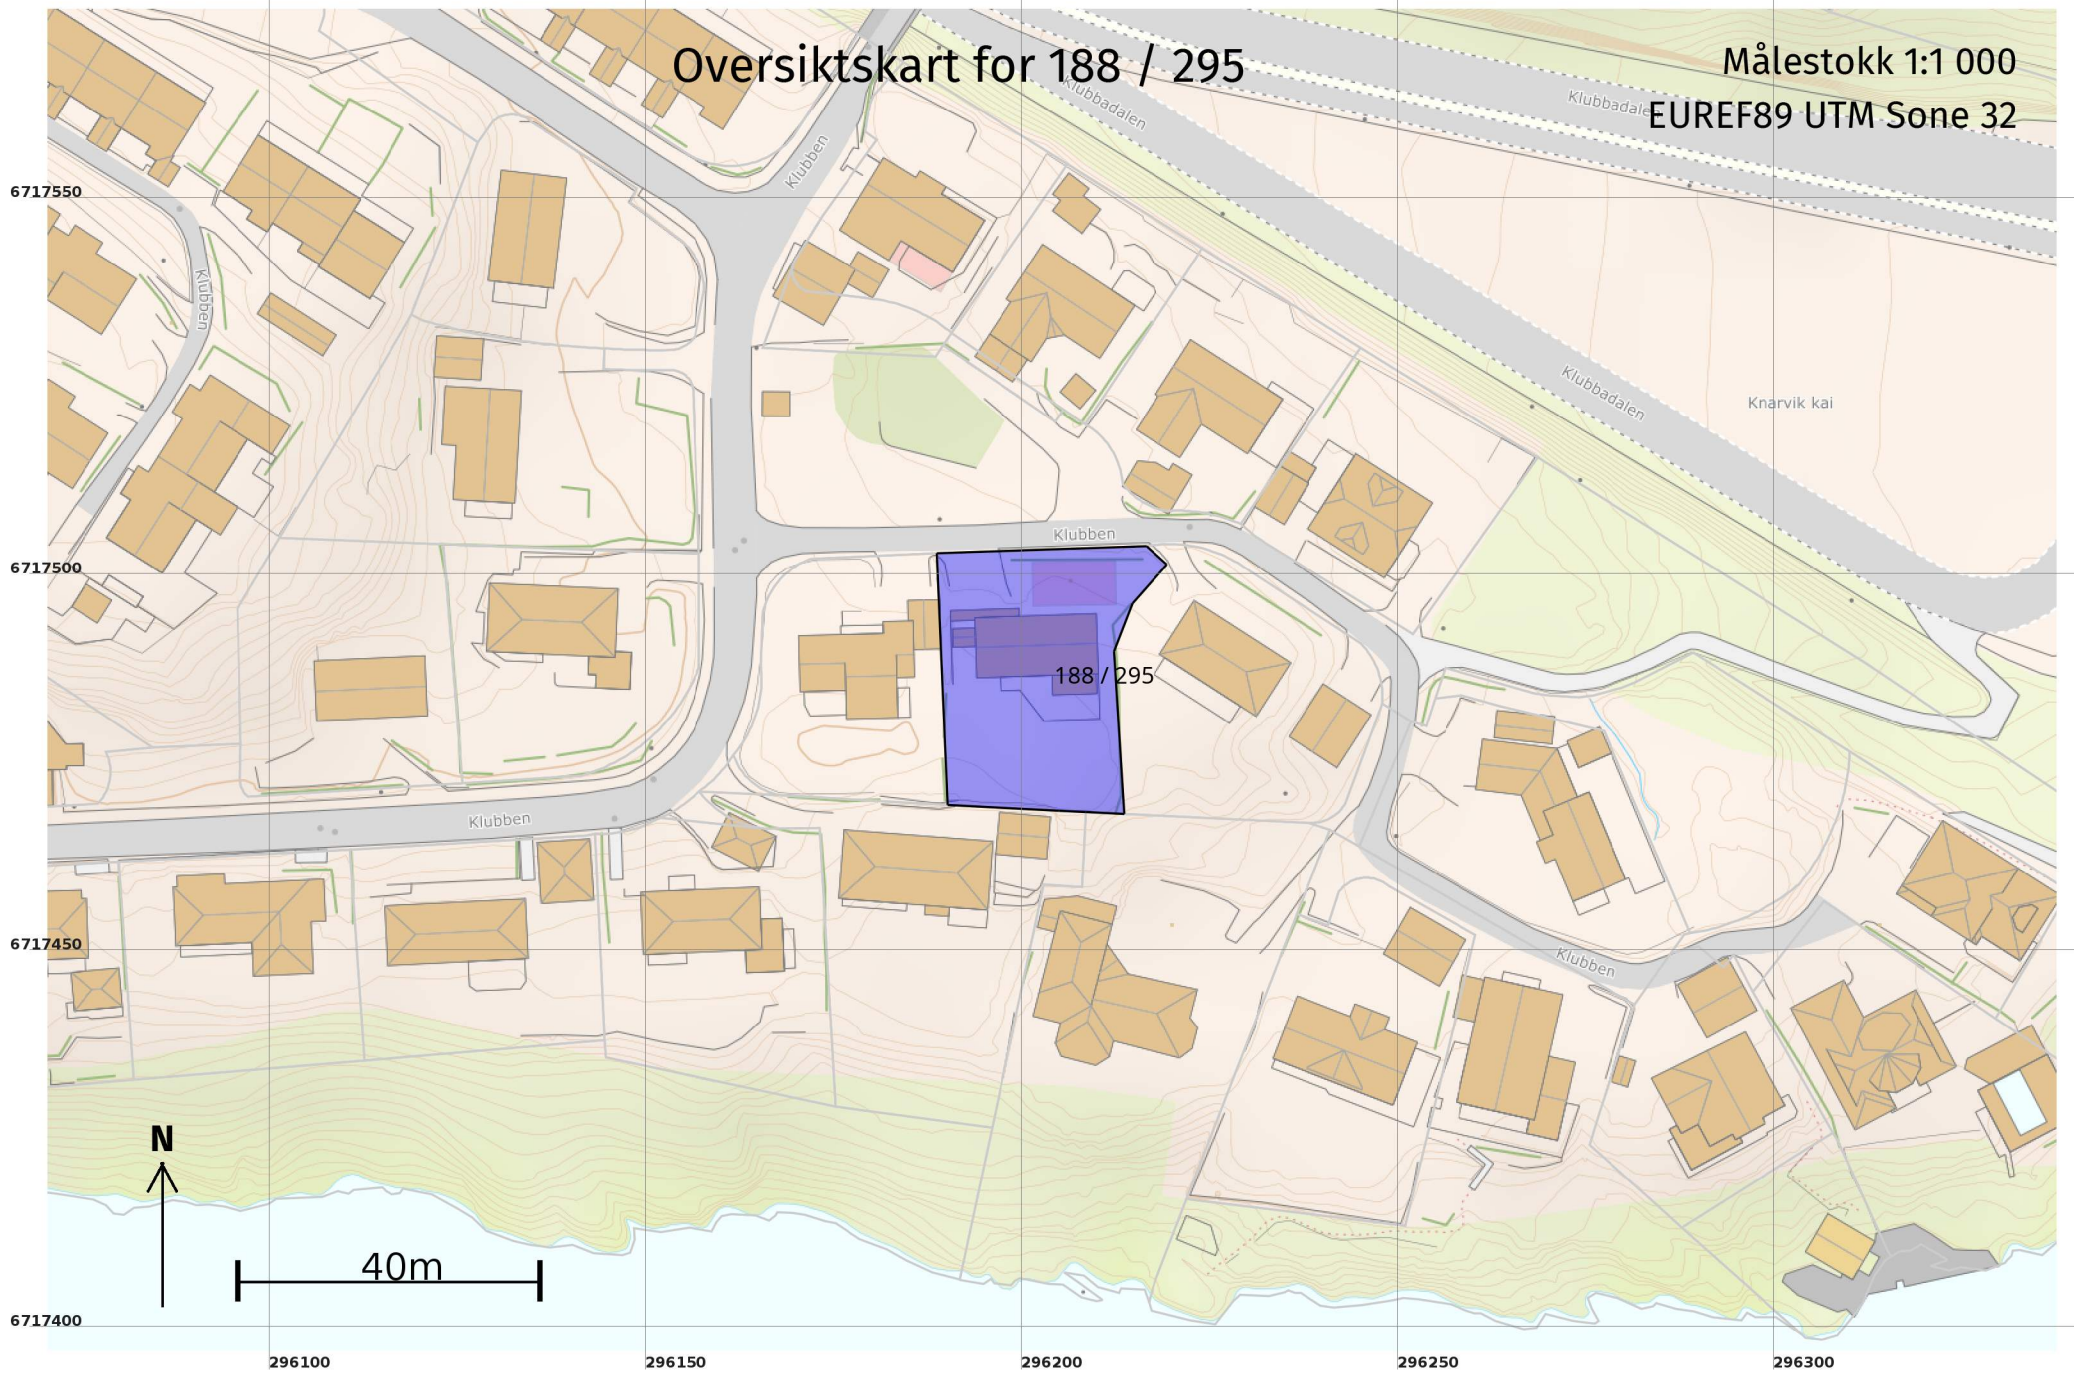 Oversiktskart for 188 / 295
Målestokk 1:1 000
EUREF89 UTM Sone 32
Klubbadalen
Klubbadalen
Klubben
6717550
Klubben
Klubbadalen
Knarvik kai
Klubben
6717500
188 / 295
Klubben
6717450
Klubben
N
40m
6717400
296100
296150
296200
296250
296300